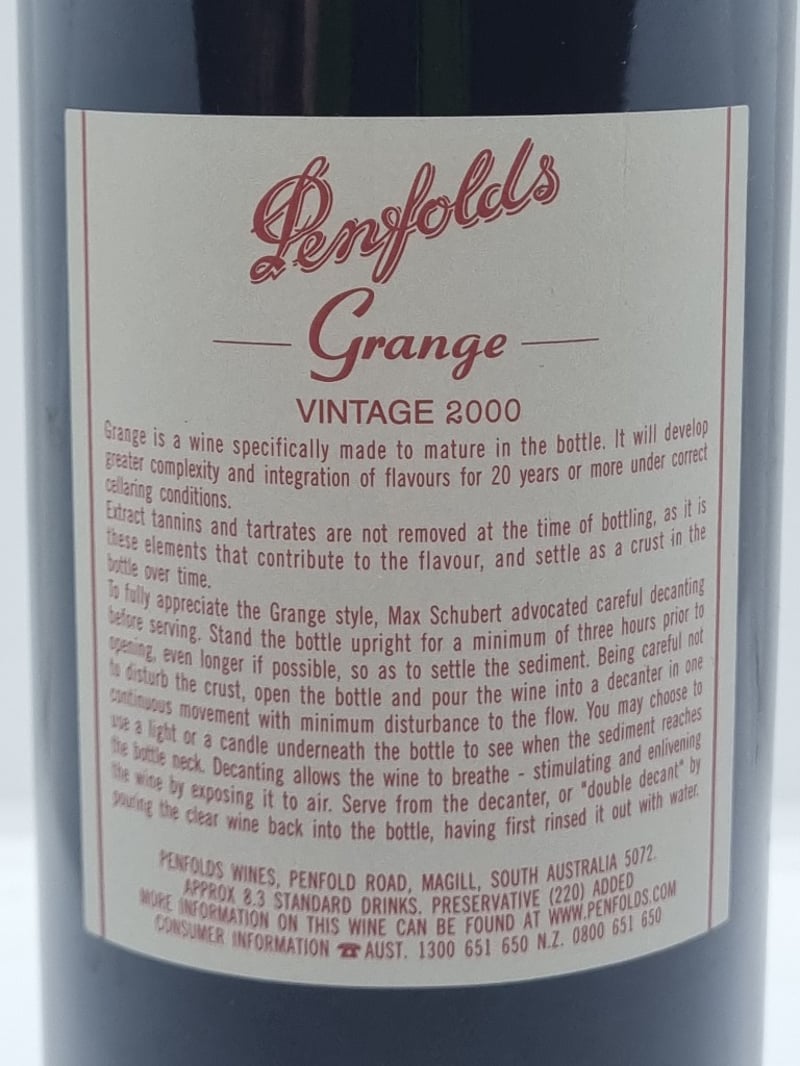 Penfolds
Grange
VINTAGE 2000
Grange is a wine specifically made to mature in the bottle. It will develop
greater complexity and integration of flavours for 20 years or more under correct
cellaring conditions.
Extract tannins and tartrates are not removed at the time of bottling, as it is
these elements that contribute to the flavour, and settle as a crust in the
bottle over time.
To fully appreciate the Grange style, Max Schubert advocated careful decanting
before serving. Stand the bottle upright for a minimum of three hours prior to
opening, even longer if possible, so as to settle the sediment. Being careful not
to disturb the crust, open the bottle and pour the wine into a decanter in one
continuous movement with minimum disturbance to the flow. You may choose to
use a light or a candle underneath the bottle to see when the sediment reaches
the bottle neck. Decanting allows the wine to breathe - stimulating and enlivening
the wine by exposing it to air. Serve from the decanter, or "double decant" by
pouring the clear wine back into the bottle, having first rinsed it out with water.
PENFOLDS WINES, PENFOLD ROAD, MAGILL, SOUTH AUSTRALIA 5072.
APPROX 8.3 STANDARD DRINKS. PRESERVATIVE (220) ADDED
MORE INFORMATION ON THIS WINE CAN BE FOUND AT WWW.PENFOLDS.COM
CONSUMER INFORMATION ☎ AUST. 1300 651 650 N.Z. 0800 651 650